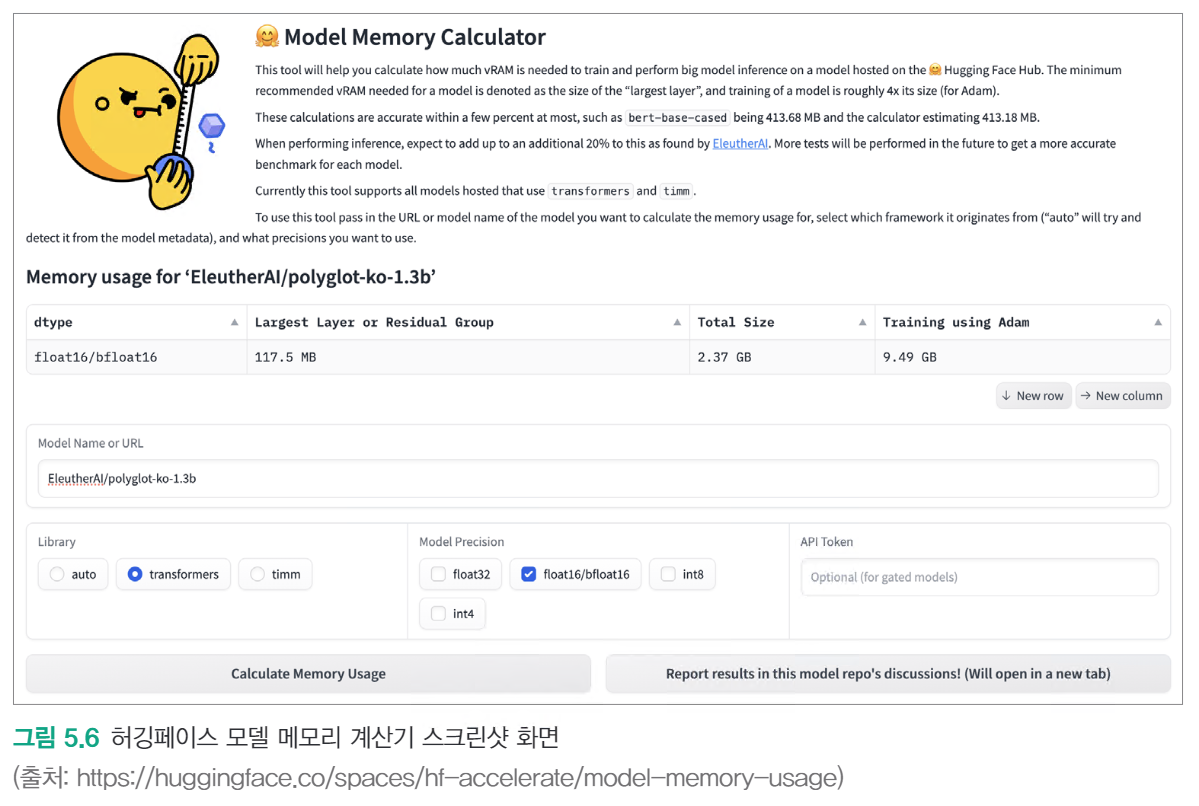 🤗 Model Memory Calculator
This tool will help you calculate how much vRAM is needed to train and perform big model inference on a model hosted on the 🤗 Hugging Face Hub. The minimum
recommended vRAM needed for a model is denoted as the size of the “largest layer”, and training of a model is roughly 4x its size (for Adam).
These calculations are accurate within a few percent at most, such as bert-base-cased being 413.68 MB and the calculator estimating 413.18 MB.
When performing inference, expect to add up to an additional 20% to this as found by EleutherAI. More tests will be performed in the future to get a more accurate
benchmark for each model.
Currently this tool supports all models hosted that use transformers and timm.
To use this tool pass in the URL or model name of the model you want to calculate the memory usage for, select which framework it originates from (“auto” will try and
detect it from the model metadata), and what precisions you want to use.
Memory usage for ‘EleutherAI/polyglot-ko-1.3b’
dtype ▲ Largest Layer or Residual Group ▲ Total Size ▲ Training using Adam ▲
float16/bfloat16 117.5 MB 2.37 GB 9.49 GB
↓ New row → New column
Model Name or URL
EleutherAI/polyglot-ko-1.3b
Library Model Precision API Token
auto transformers timm float32 float16/bfloat16 int8 Optional (for gated models)
int4
Calculate Memory Usage Report results in this model repo's discussions! (Will open in a new tab)
그림 5.6 허깅페이스 모델 메모리 계산기 스크린샷 화면
(출처: https://huggingface.co/spaces/hf-accelerate/model-memory-usage)